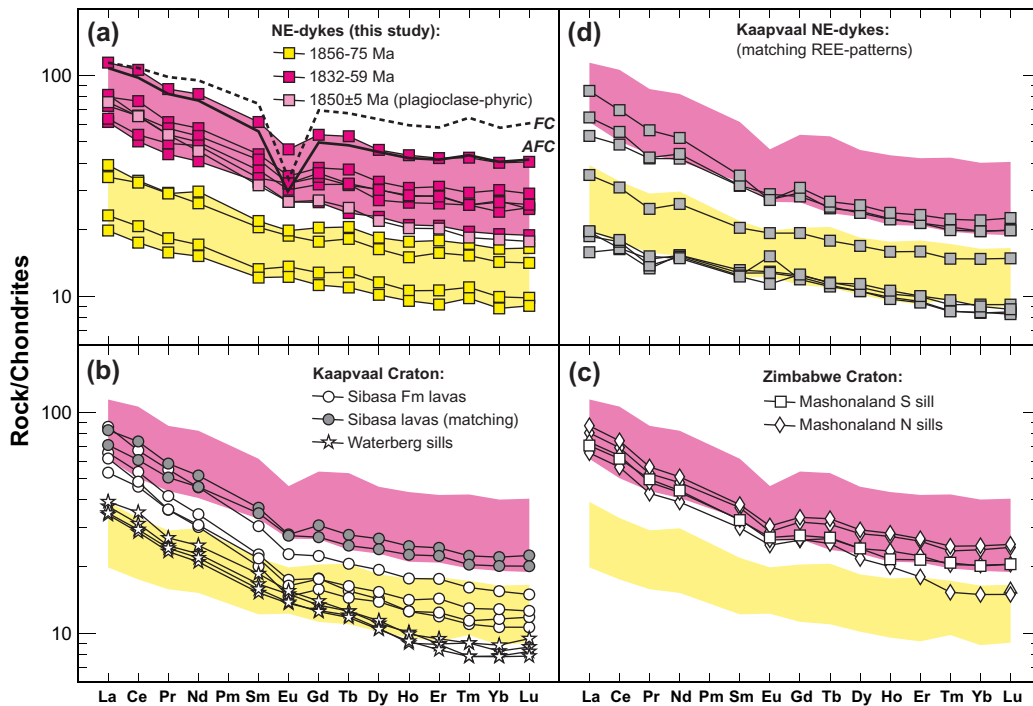 (a)
NE-dykes (this study):
1856-75 Ma
1832-59 Ma
1850±5 Ma (plagioclase-phyric)
FC
AFC
100
10
(d)
Kaapvaal NE-dykes:
(matching REE-patterns)
Rock/Chondrites
(b)
Kaapvaal Craton:
Sibasa Fm lavas
Sibasa lavas (matching)
Waterberg sills
100
10
(c)
Zimbabwe Craton:
Mashonaland S sill
Mashonaland N sills
La Ce Pr Nd Pm Sm Eu Gd Tb Dy Ho Er Tm Yb Lu
La Ce Pr Nd Pm Sm Eu Gd Tb Dy Ho Er Tm Yb Lu